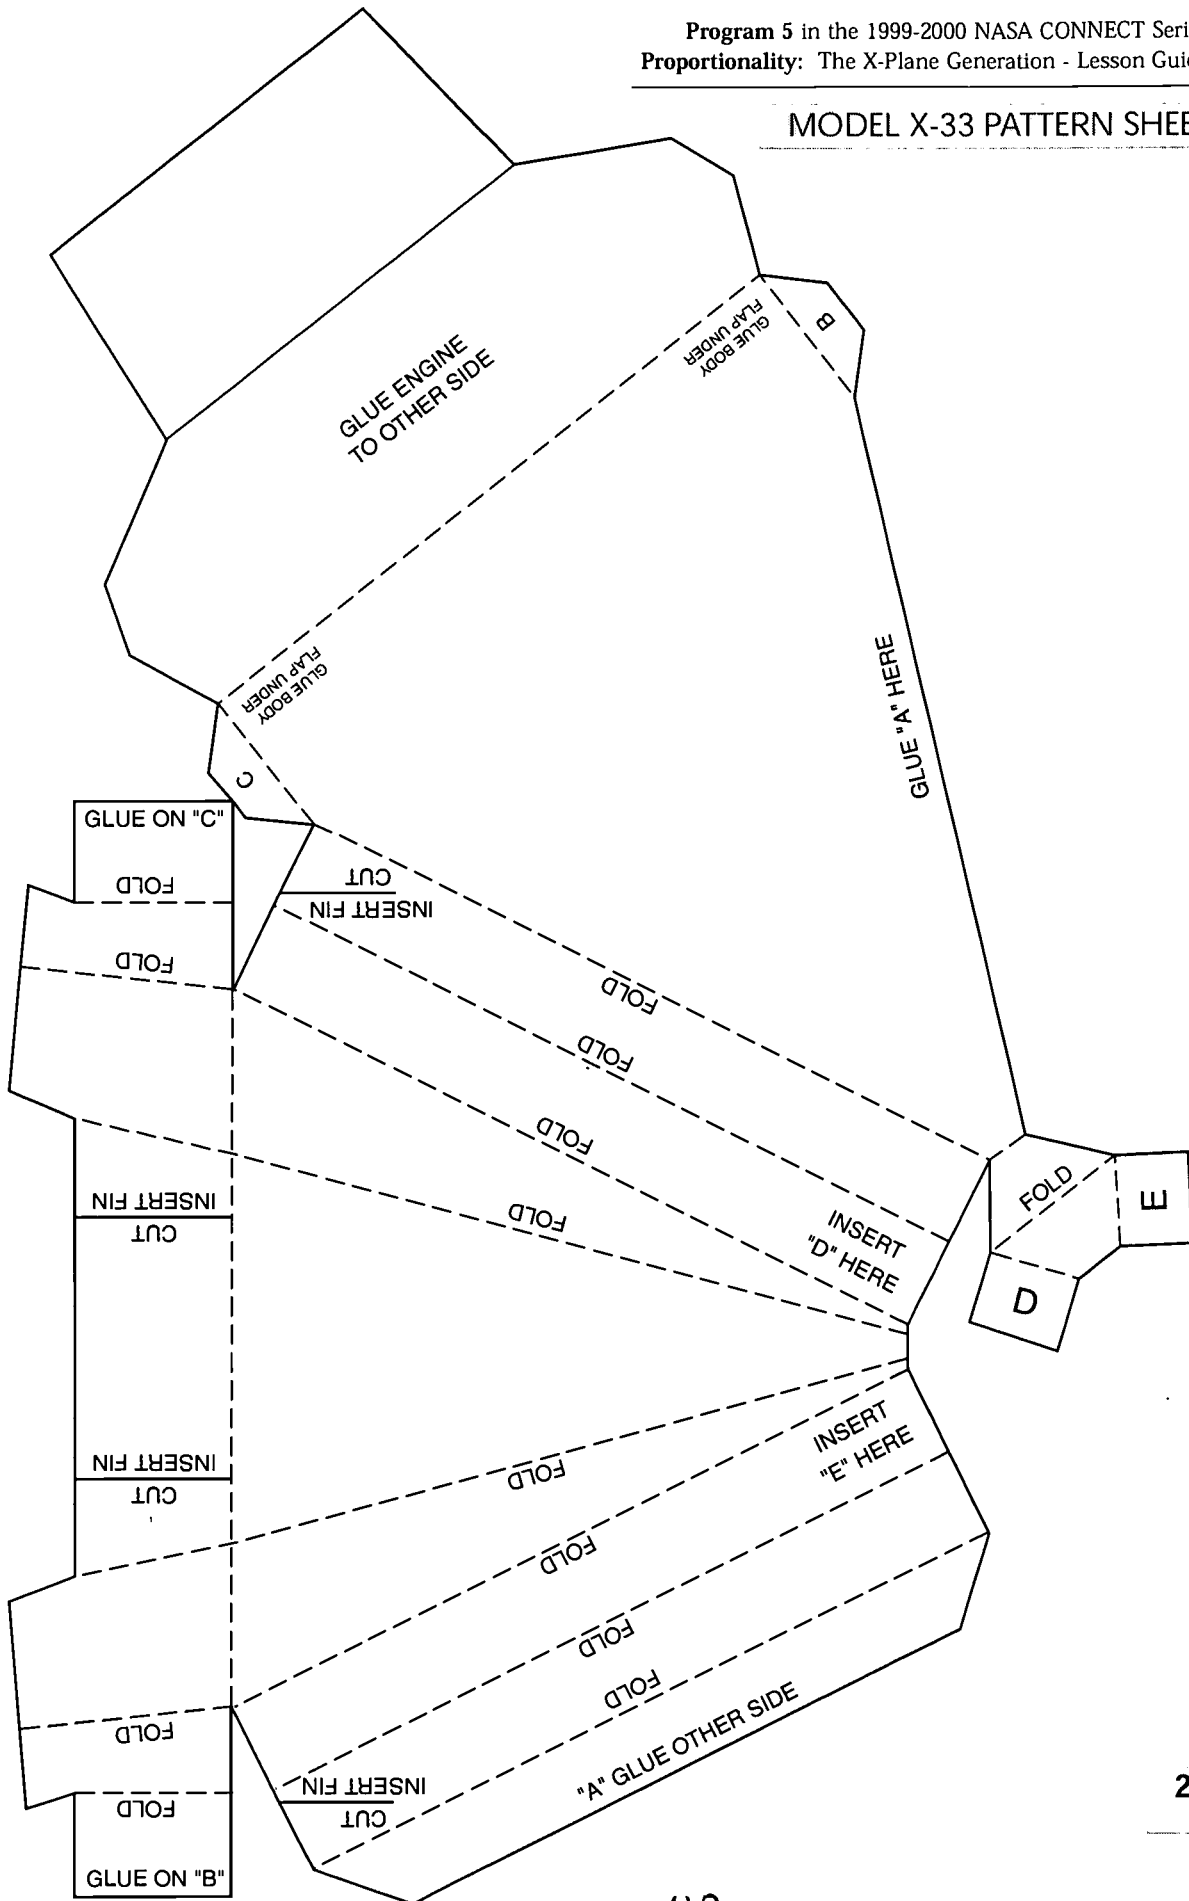 Program 5 in the 1999-2000 NASA CONNECT Seri
Proportionality: The X-Plane Generation - Lesson Guid
MODEL X-33 PATTERN SHEE
GLUE ENGINE
TO OTHER SIDE
GLUE BODY
FLAP UNDER
B
GLUE BODY
FLAP UNDER
C
GLUE "A" HERE
GLUE ON "C"
FOLD
FOLD
CUT
INSERT FIN
FOLD
FOLD
FOLD
FOLD
INSERT FIN
CUT
INSERT
"D" HERE
FOLD
E
D
INSERT FIN
CUT
INSERT
"E" HERE
FOLD
FOLD
FOLD
FOLD
"A" GLUE OTHER SIDE
FOLD
FOLD
INSERT FIN
CUT
GLUE ON "B"
2